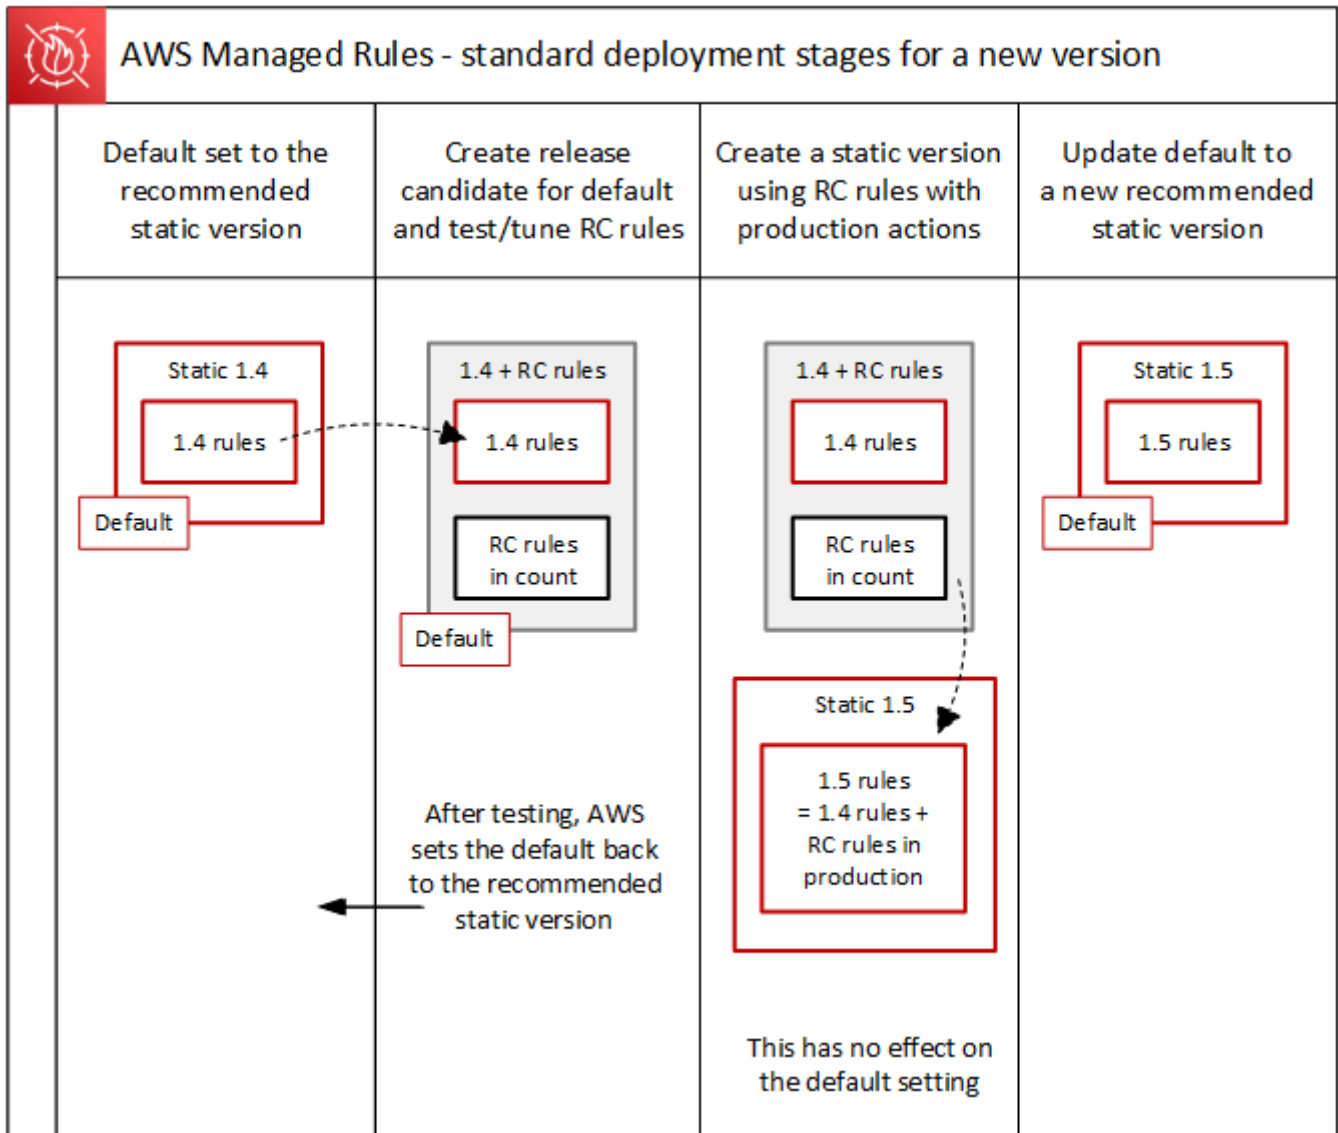 AWS Managed Rules - standard deployment stages for a new version
Default set to the
recommended
static version
Create release
candidate for default
and test/tune RC rules
Create a static version
using RC rules with
production actions
Update default to
a new recommended
static version
Static 1.4
1.4 rules
Default
1.4 + RC rules
1.4 rules
RC rules
in count
Default
After testing, AWS
sets the default back
to the recommended
static version
1.4 + RC rules
1.4 rules
RC rules
in count
Static 1.5
1.5 rules
= 1.4 rules +
RC rules in
production
This has no effect on
the default setting
Static 1.5
1.5 rules
Default